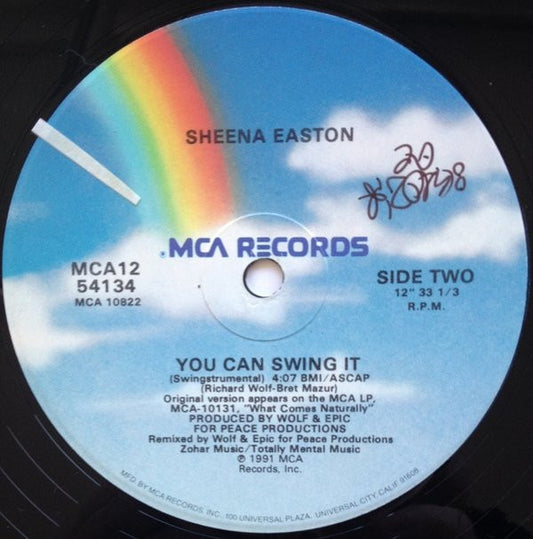 SHEENA EASTON
MCA RECORDS
MCA12
54134
MCA 10822
SIDE TWO
12" 33 1/3
R.P.M.
YOU CAN SWING IT
(Swingstrumental) 4:07 BMI/ASCAP
(Richard Wolf-Bret Mazur)
Original version appears on the MCA LP,
MCA-10131, "What Comes Naturally"
PRODUCED BY WOLF & EPIC
FOR PEACE PRODUCTIONS
Remixed by Wolf & Epic for Peace Productions
Zohar Music/Totally Mental Music
℗ 1991 MCA
Records, Inc.
MFD. BY MCA RECORDS, INC., 100 UNIVERSAL PLAZA, UNIVERSAL CITY, CALIF. 91608